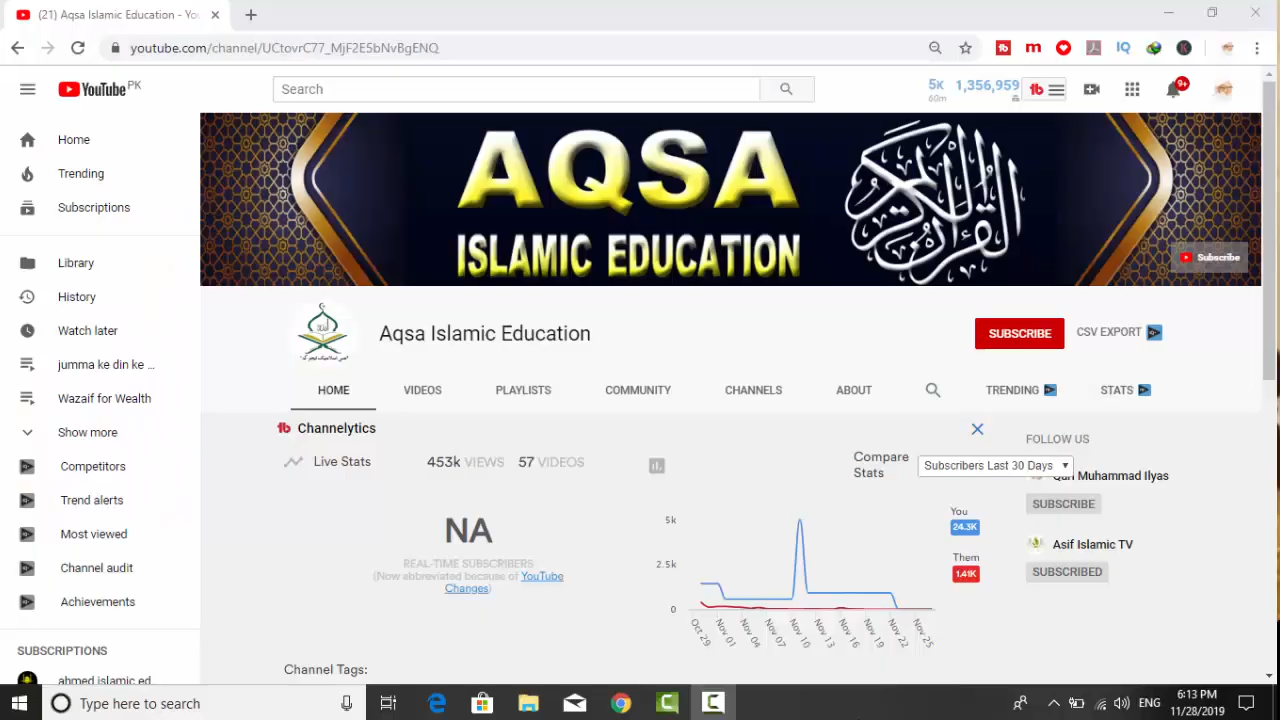 (21) Aqsa Islamic Education - You
youtube.com/channel/UCtovrC77_MjF2E5bNvBgENQ
YouTube PK
Search
5K
60m
1,356,959
9+
Home
Trending
Subscriptions
Library
History
Watch later
jumma ke din ke ...
Wazaif for Wealth
Show more
Competitors
Trend alerts
Most viewed
Channel audit
Achievements
SUBSCRIPTIONS
ahmed islamic ed...
AQSA
ISLAMIC EDUCATION
القرآن الكريم
Subscribe
Aqsa Islamic Education
SUBSCRIBE
CSV EXPORT
HOME
VIDEOS
PLAYLISTS
COMMUNITY
CHANNELS
ABOUT
TRENDING
STATS
Channelytics
Live Stats
453k VIEWS 57 VIDEOS
Compare
Stats
Subscribers Last 30 Days
NA
REAL-TIME SUBSCRIBERS
(Now abbreviated because of YouTube
Changes)
5k
2.5k
0
Oct 29
Nov 01
Nov 04
Nov 07
Nov 10
Nov 13
Nov 16
Nov 19
Nov 22
Nov 25
You
24.3K
Them
1.41K
Channel Tags:
FOLLOW US
Qari Muhammad Ilyas
SUBSCRIBE
Asif Islamic TV
SUBSCRIBED
Type here to search
ENG
6:13 PM
11/28/2019